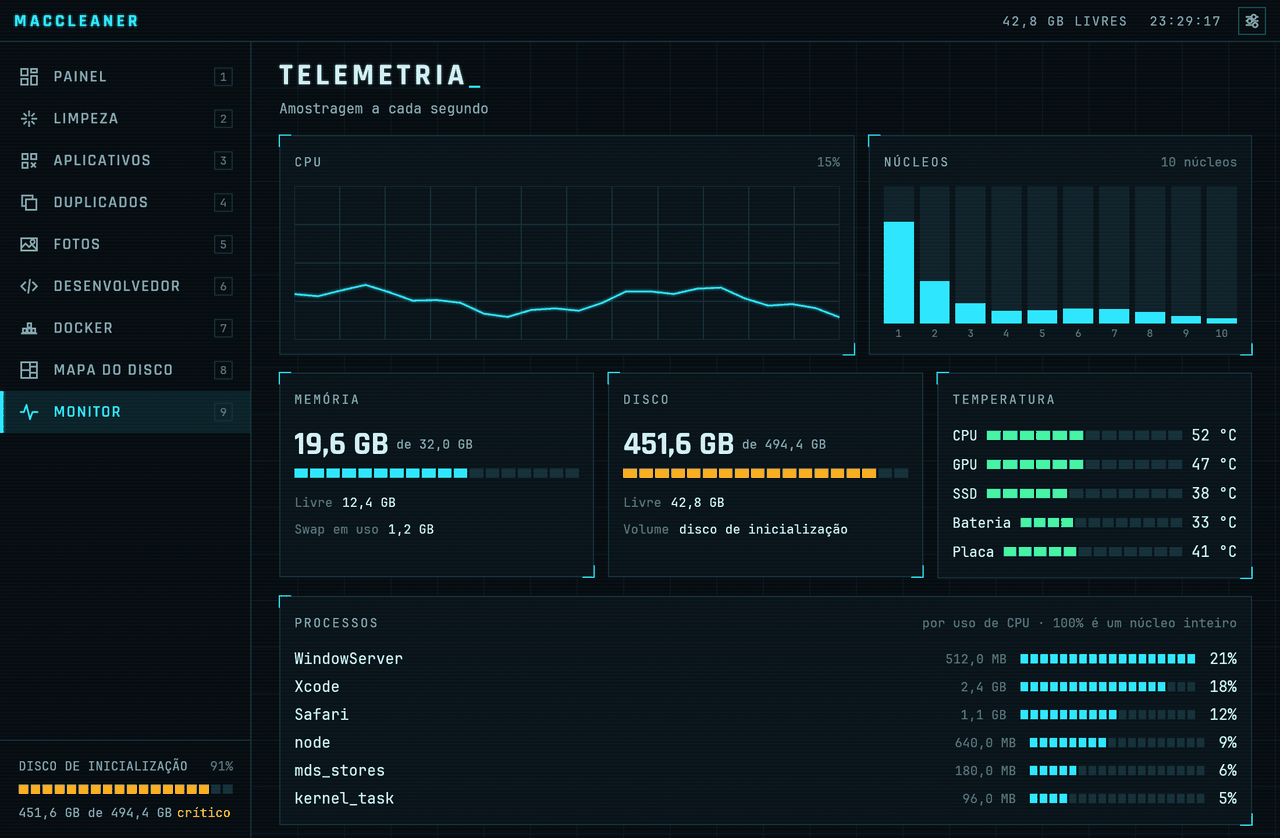 MACCLEANER
42,8 GB LIVRES 23:29:17
PAINEL 1
LIMPEZA 2
APLICATIVOS 3
DUPLICADOS 4
FOTOS 5
DESENVOLVEDOR 6
DOCKER 7
MAPA DO DISCO 8
MONITOR 9
DISCO DE INICIALIZAÇÃO 91%
451,6 GB de 494,4 GB crítico
TELEMETRIA_
Amostragem a cada segundo
CPU 15%
NÚCLEOS 10 núcleos
1 2 3 4 5 6 7 8 9 10
MEMÓRIA
19,6 GB de 32,0 GB
Livre 12,4 GB
Swap em uso 1,2 GB
DISCO
451,6 GB de 494,4 GB
Livre 42,8 GB
Volume disco de inicialização
TEMPERATURA
CPU 52 °C
GPU 47 °C
SSD 38 °C
Bateria 33 °C
Placa 41 °C
PROCESSOS por uso de CPU · 100% é um núcleo inteiro
WindowServer 512,0 MB 21%
Xcode 2,4 GB 18%
Safari 1,1 GB 12%
node 640,0 MB 9%
mds_stores 180,0 MB 6%
kernel_task 96,0 MB 5%